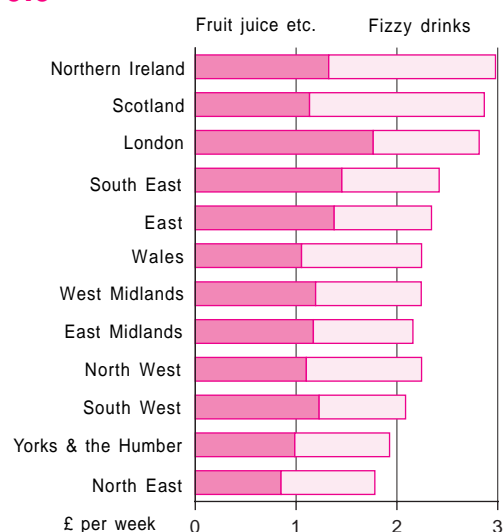 Fruit juice etc. Fizzy drinks
Northern Ireland
Scotland
London
South East
East
Wales
West Midlands
East Midlands
North West
South West
Yorks & the Humber
North East
£ per week 0 1 2 3